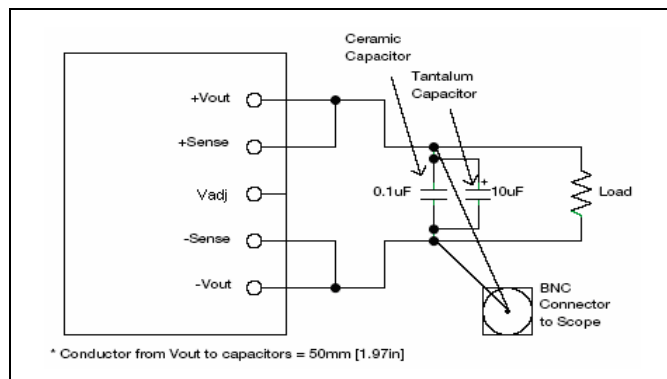 Ceramic
Capacitor
Tantalum
Capacitor
+Vout
+Sense
Vadj
-Sense
-Vout
0.1uF
+
10uF
Load
BNC
Connector
to Scope
* Conductor from Vout to capacitors = 50mm [1.97in]